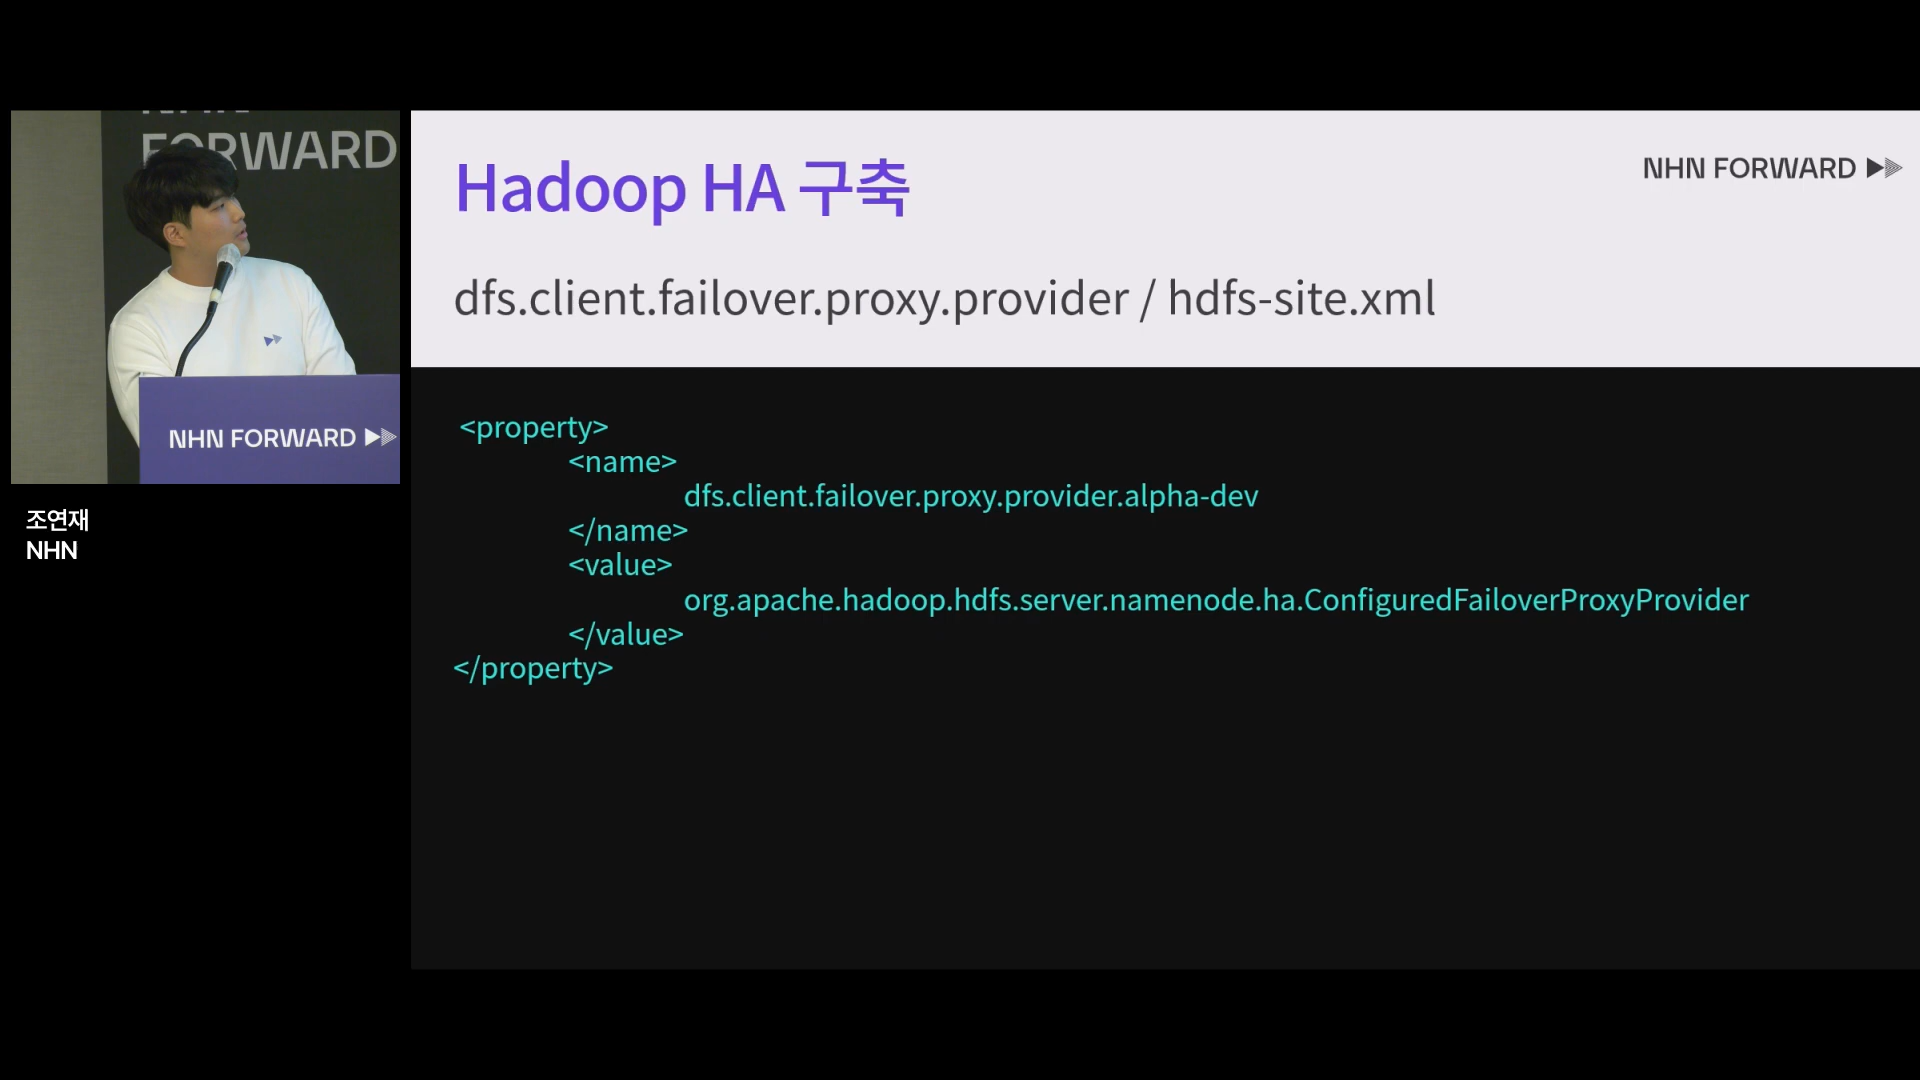 FORWARD
NHN FORWARD
조연재
NHN
Hadoop HA 구축
NHN FORWARD
dfs.client.failover.proxy.provider / hdfs-site.xml
<property>
<name>
dfs.client.failover.proxy.provider.alpha-dev
</name>
<value>
org.apache.hadoop.hdfs.server.namenode.ha.ConfiguredFailoverProxyProvider
</value>
</property>